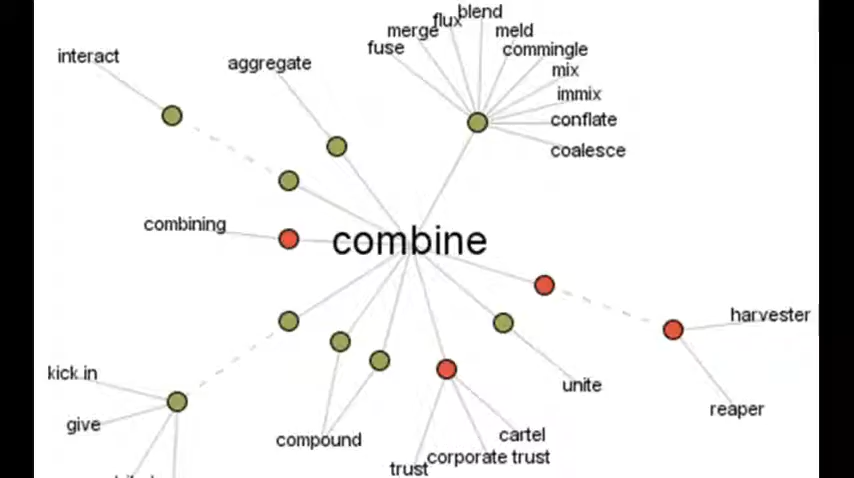 blend
flux
merge
meld
fuse
commingle
interact
aggregate
mix
immix
conflate
coalesce
combining
combine
harvester
kick in
unite
reaper
give
cartel
compound
corporate trust
trust